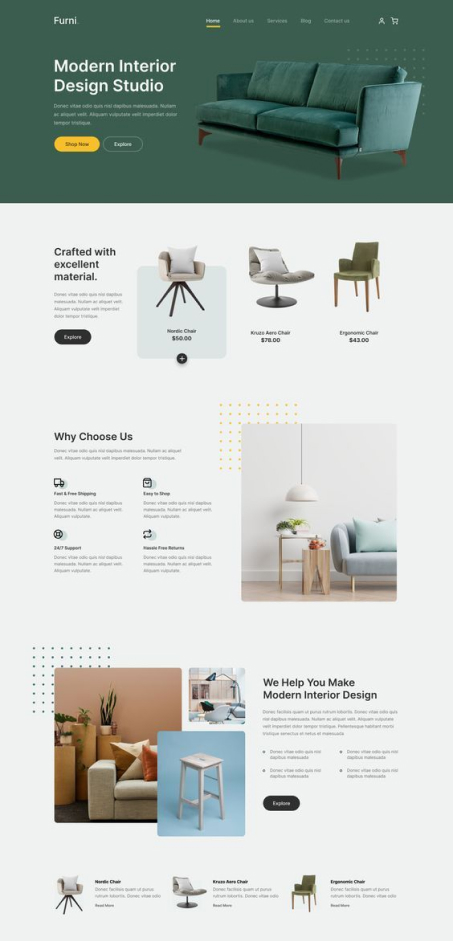 Furni.
Home About us Services Blog Contact us
Modern Interior
Design Studio
Donec vitae odio quis nisl dapibus malesuada. Nullam
ac aliquet velit. Aliquam vulputate velit imperdiet dolor
tempor tristique.
Shop Now Explore
Crafted with
excellent
material.
Donec vitae odio quis nisl dapibus
malesuada. Nullam ac aliquet velit.
Aliquam vulputate velit imperdiet
dolor tempor tristique.
Explore
Nordic Chair
$50.00
Kruzo Aero Chair
$78.00
Ergonomic Chair
$43.00
Why Choose Us
Donec vitae odio quis nisl dapibus malesuada. Nullam ac aliquet
velit. Aliquam vulputate velit imperdiet dolor tempor tristique.
Fast & Free Shipping
Donec vitae odio quis nisl dapibus
malesuada. Nullam ac aliquet velit.
Aliquam vulputate.
Easy to Shop
Donec vitae odio quis nisl dapibus
malesuada. Nullam ac aliquet velit.
Aliquam vulputate.
24/7 Support
Donec vitae odio quis nisl dapibus
malesuada. Nullam ac aliquet velit.
Aliquam vulputate.
Hassle Free Returns
Donec vitae odio quis nisl dapibus
malesuada. Nullam ac aliquet velit.
Aliquam vulputate.
We Help You Make
Modern Interior Design
Donec facilisis quam ut purus rutrum lobortis. Donec vitae odio quis
nisl dapibus malesuada. Nullam ac aliquet velit. Aliquam vulputate
velit imperdiet dolor tempor tristique. Pellentesque habitant morbi
tristique senectus et netus et malesuada
Donec vitae odio quis nisl
dapibus malesuada
Donec vitae odio quis nisl
dapibus malesuada
Donec vitae odio quis nisl
dapibus malesuada
Donec vitae odio quis nisl
dapibus malesuada
Explore
Nordic Chair
Donec facilisis quam ut purus
rutrum lobortis. Donec vitae odio
Read More
Kruzo Aero Chair
Donec facilisis quam ut purus
rutrum lobortis. Donec vitae odio
Read More
Ergonomic Chair
Donec facilisis quam ut purus
rutrum lobortis. Donec vitae odio
Read More